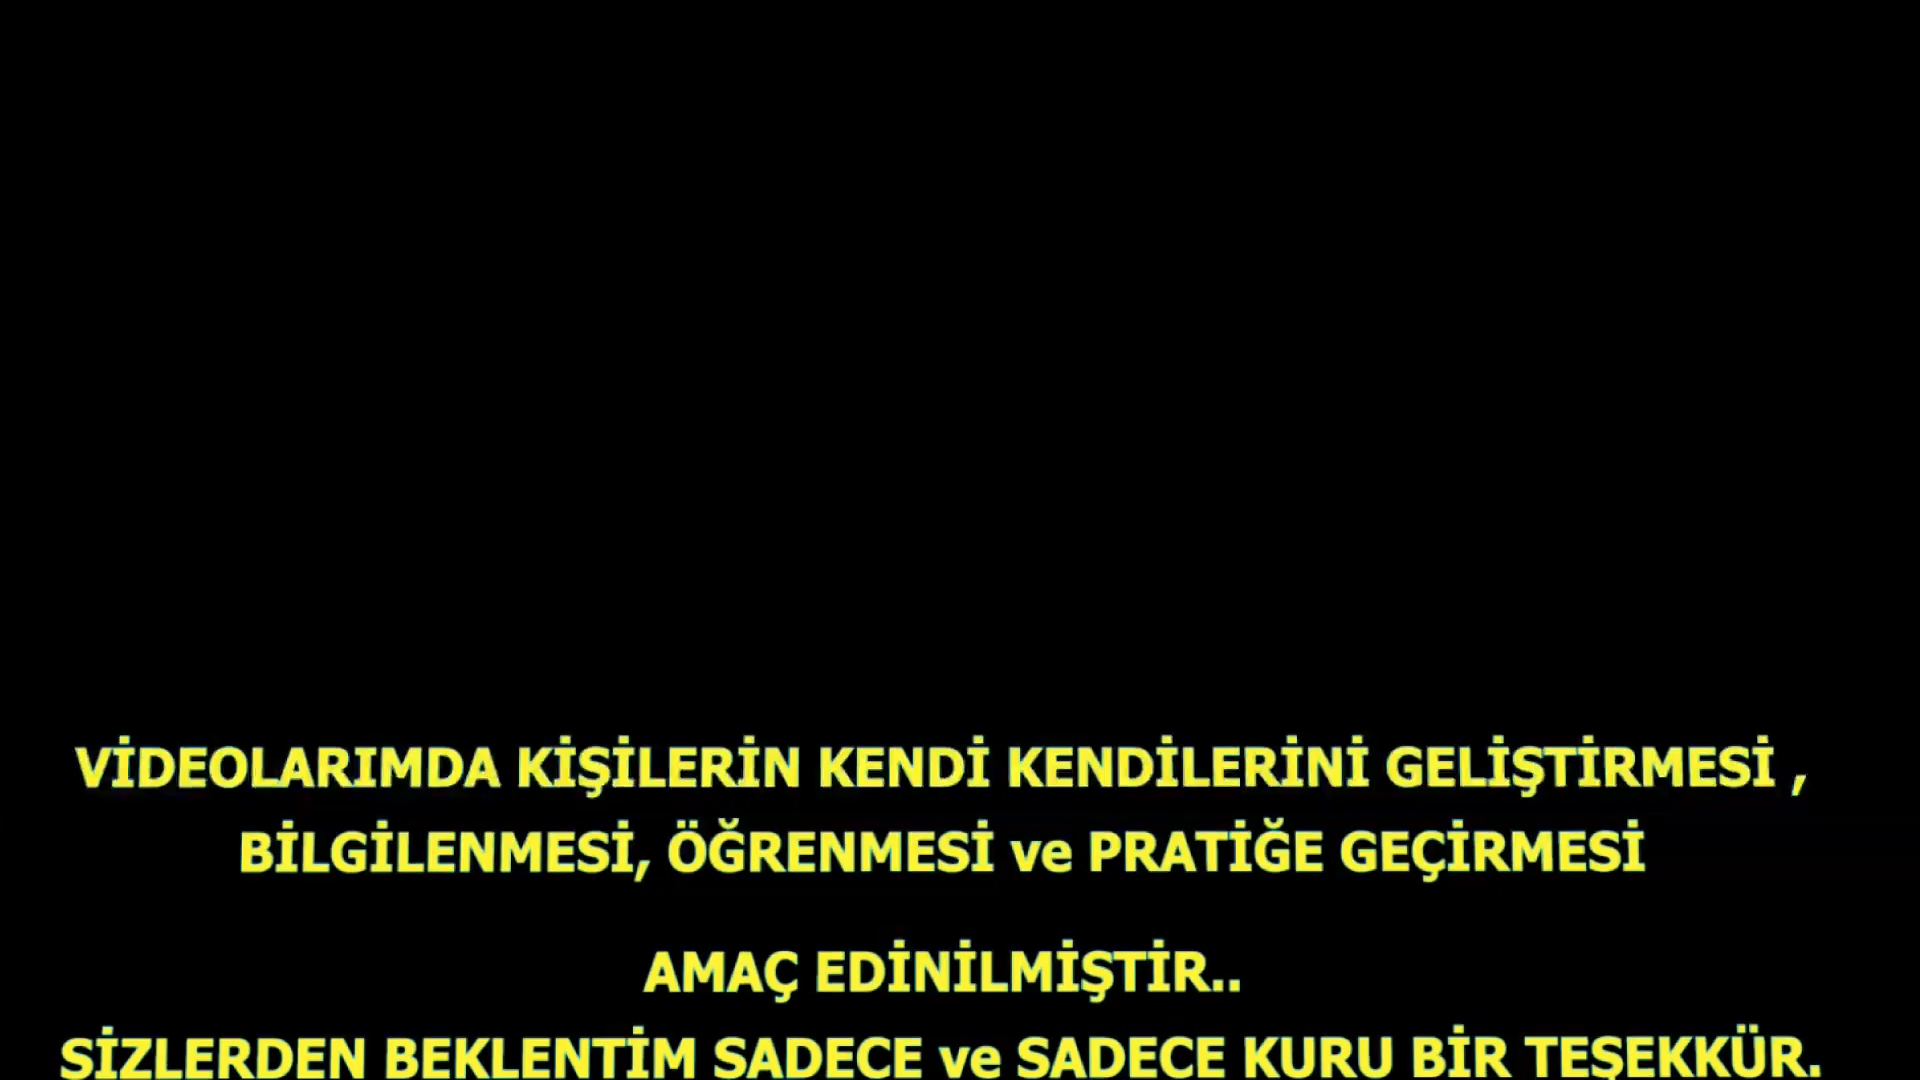 VİDEOLARIMDA KİŞİLERİN KENDİ KENDİLERİNİ GELİŞTİRMESİ ,
BİLGİLENMESİ, ÖĞRENMESİ ve PRATİĞE GEÇİRMESİ
AMAÇ EDİNİLMİŞTİR..
SİZLERDEN BEKLENTİM SADECE ve SADECE KURU BİR TEŞEKKÜR.